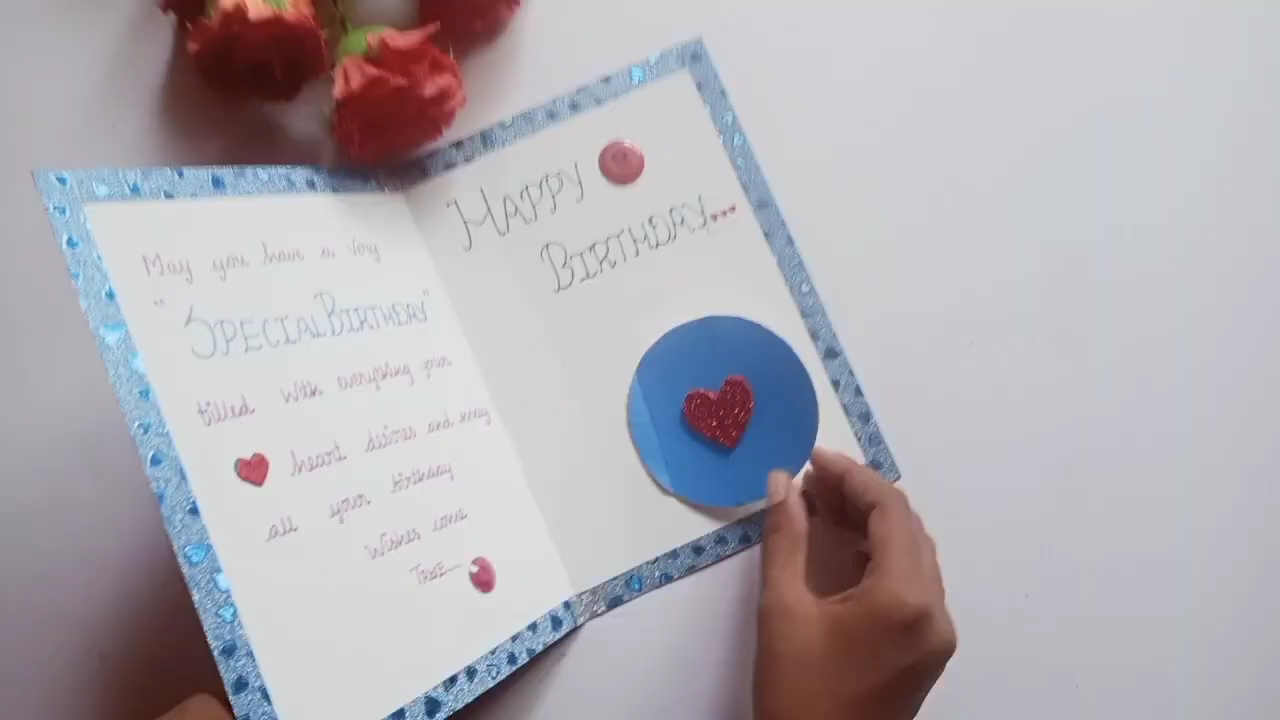 May you have a very
"SPECIAL BIRTHDAY"
filled with everything your
heart desires and may
all your birthday
wishes come
TRUE—
HAPPY
BIRTHDAY...